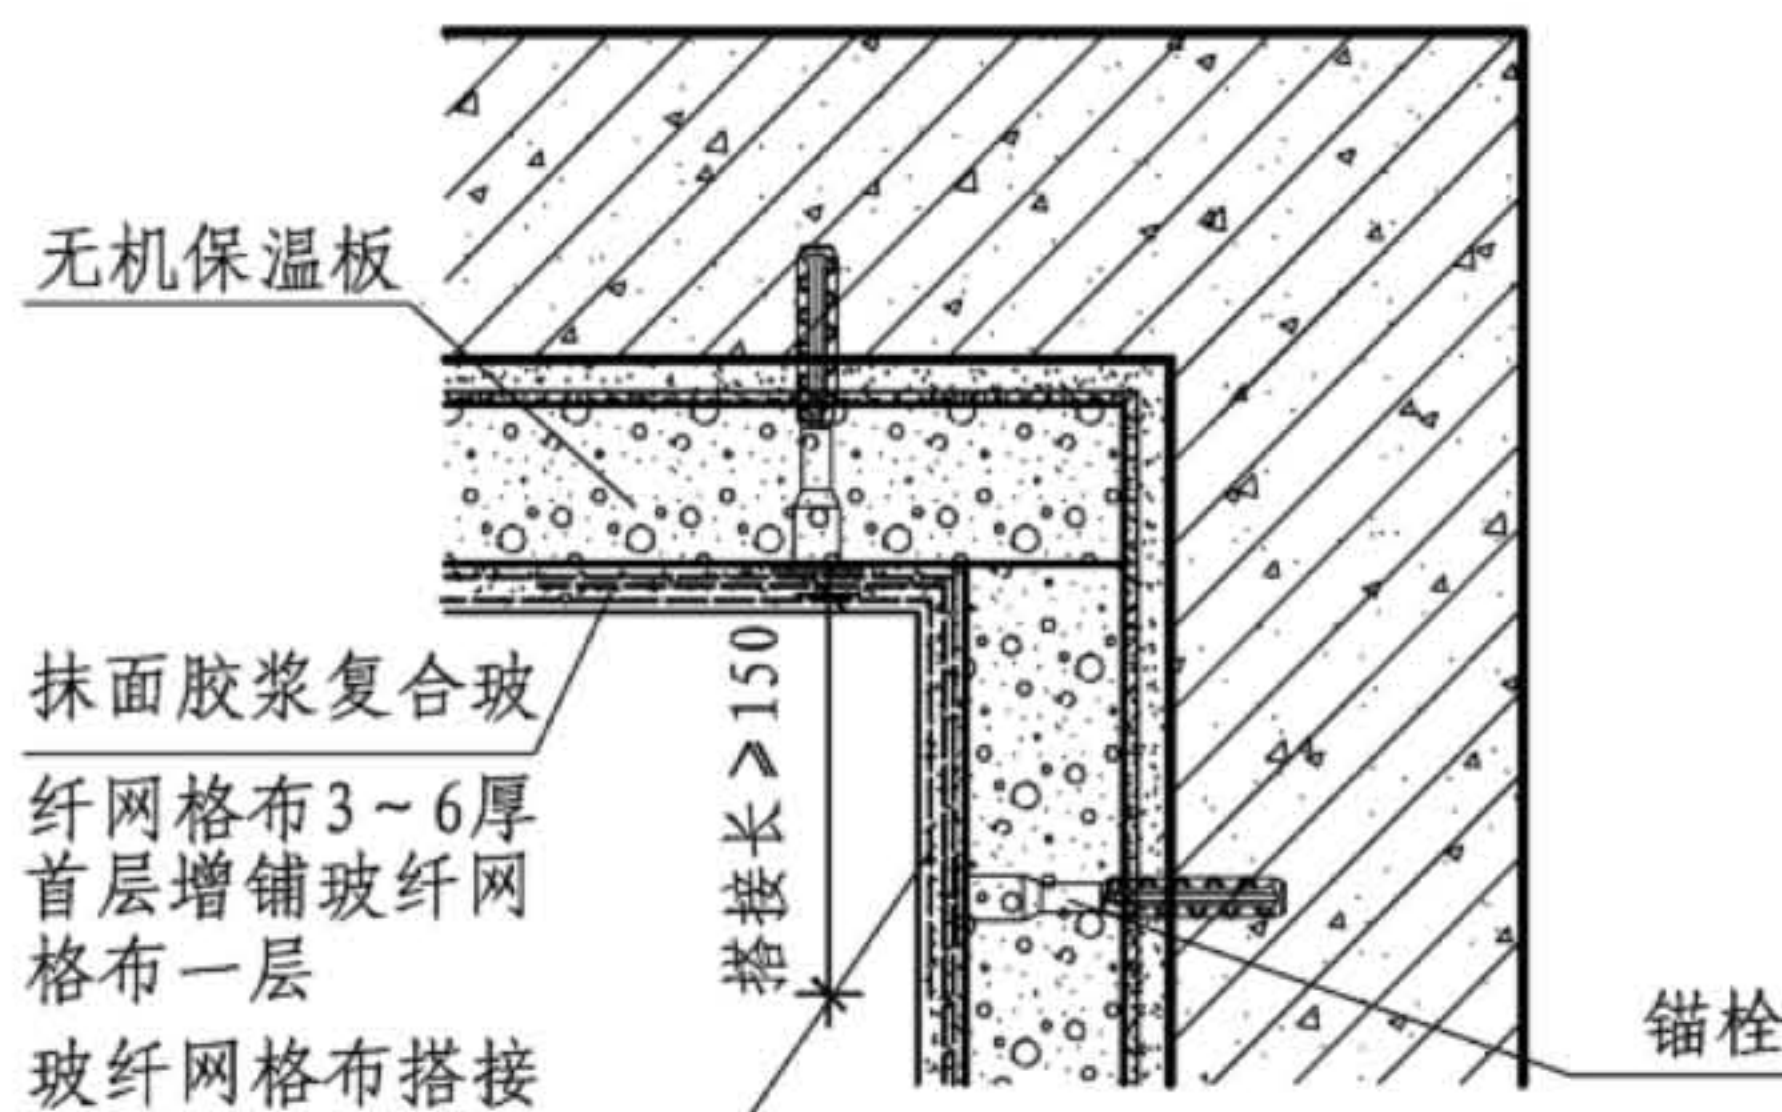 无机保温板
抹面胶浆复合玻
纤网格布3~6厚
首层增铺玻纤网
格布一层
玻纤网格布搭接
搭接长≥150
锚栓